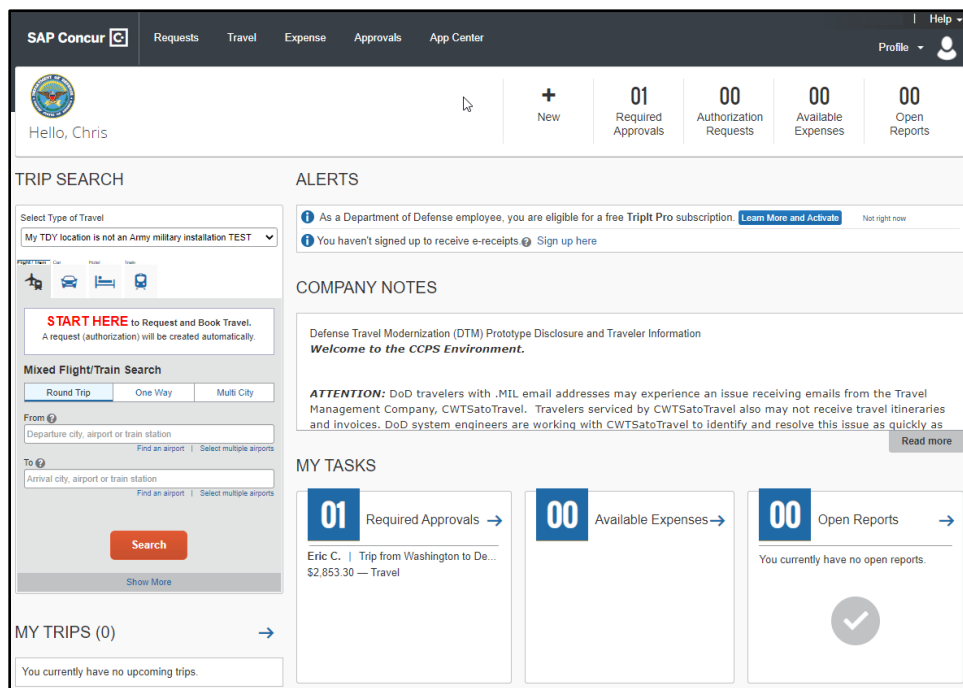 | Help
SAP Concur C Requests Travel Expense Approvals App Center
Profile
Hello, Chris
+ New
01 Required Approvals
00 Authorization Requests
00 Available Expenses
00 Open Reports
TRIP SEARCH
Select Type of Travel
My TDY location is not an Army military installation TEST
Flight / Train Car Hotel Train
START HERE to Request and Book Travel.
A request (authorization) will be created automatically.
Mixed Flight/Train Search
Round Trip One Way Multi City
From ?
Departure city, airport or train station
Find an airport | Select multiple airports
To ?
Arrival city, airport or train station
Find an airport | Select multiple airports
Search
Show More
MY TRIPS (0)
You currently have no upcoming trips.
ALERTS
As a Department of Defense employee, you are eligible for a free TripIt Pro subscription. Learn More and Activate Not right now
You haven't signed up to receive e-receipts. ? Sign up here
COMPANY NOTES
Defense Travel Modernization (DTM) Prototype Disclosure and Traveler Information
Welcome to the CCPS Environment.
ATTENTION: DoD travelers with .MIL email addresses may experience an issue receiving emails from the Travel
Management Company, CWTSatoTravel. Travelers serviced by CWTSatoTravel also may not receive travel itineraries
and invoices. DoD system engineers are working with CWTSatoTravel to identify and resolve this issue as quickly as
Read more
MY TASKS
01 Required Approvals
Eric C. | Trip from Washington to De...
$2,853.30 — Travel
00 Available Expenses
00 Open Reports
You currently have no open reports.